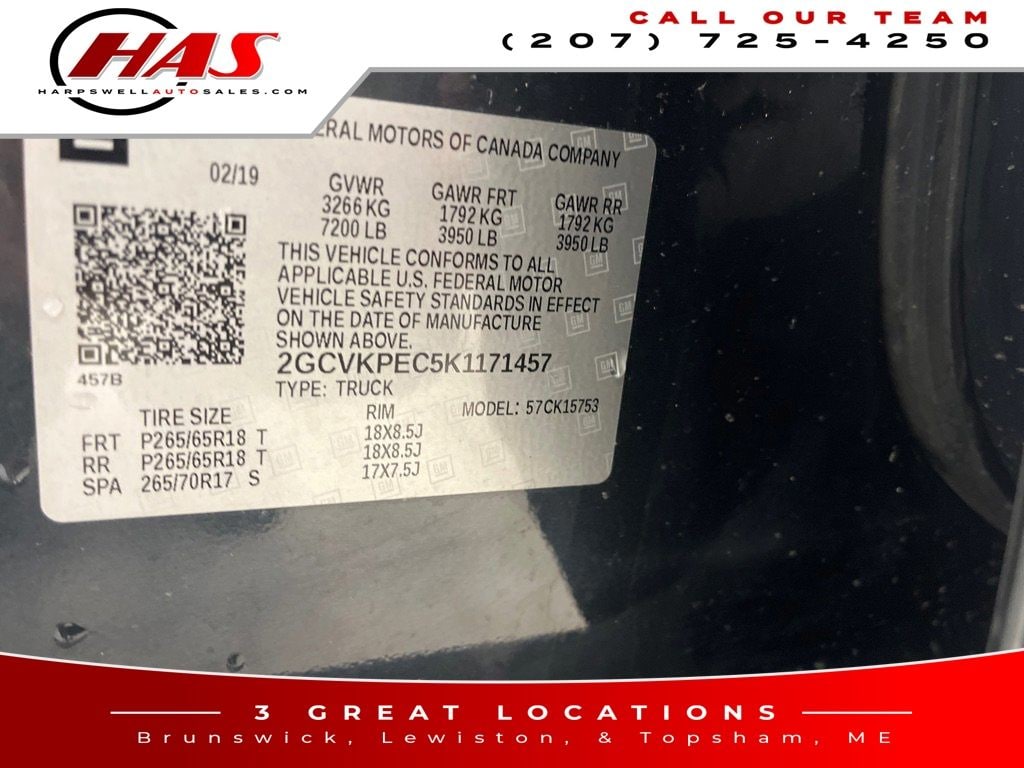 HAS
HARPSWELLAUTOSALES.COM
CALL OUR TEAM
(207) 725-4250
ERAL MOTORS OF CANADA COMPANY
02/19
GVWR
3266 KG
7200 LB
GAWR FRT
1792 KG
3950 LB
GAWR RR
1792 KG
3950 LB
THIS VEHICLE CONFORMS TO ALL
APPLICABLE U.S. FEDERAL MOTOR
VEHICLE SAFETY STANDARDS IN EFFECT
ON THE DATE OF MANUFACTURE
SHOWN ABOVE.
2GCVKPEC5K1171457
457B
TYPE: TRUCK
MODEL: 57CK15753
TIRE SIZE RIM
FRT P265/65R18 T 18X8.5J
RR P265/65R18 T 18X8.5J
SPA 265/70R17 S 17X7.5J
3 GREAT LOCATIONS
Brunswick, Lewiston, & Topsham, ME